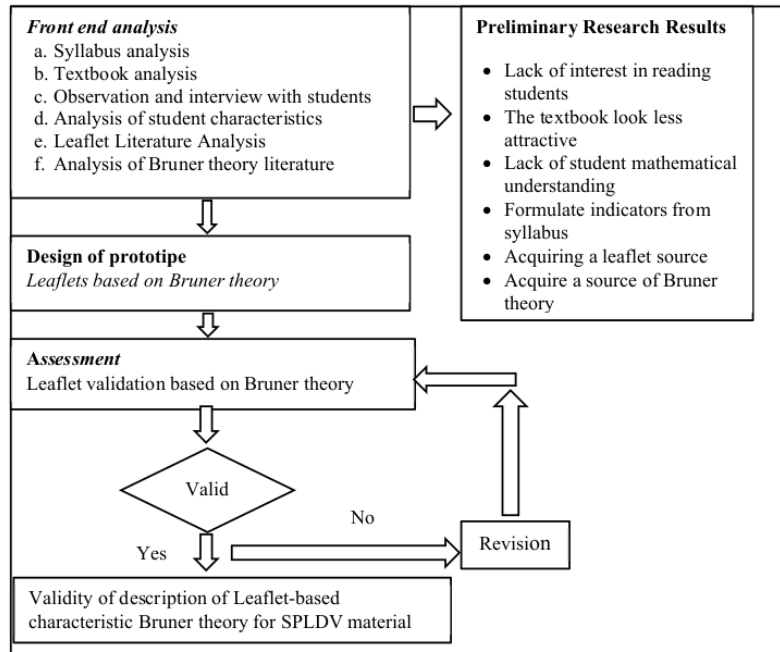 Front end analysis
a. Syllabus analysis
b. Textbook analysis
c. Observation and interview with students
d. Analysis of student characteristics
e. Leaflet Literature Analysis
f. Analysis of Bruner theory literature
Preliminary Research Results
• Lack of interest in reading
students
• The textbook look less
attractive
• Lack of student mathematical
understanding
• Formulate indicators from
syllabus
• Acquiring a leaflet source
• Acquire a source of Bruner
theory
Design of prototipe
Leaflets based on Bruner theory
Assessment
Leaflet validation based on Bruner theory
Valid
No
Yes
Revision
Validity of description of Leaflet-based
characteristic Bruner theory for SPLDV material